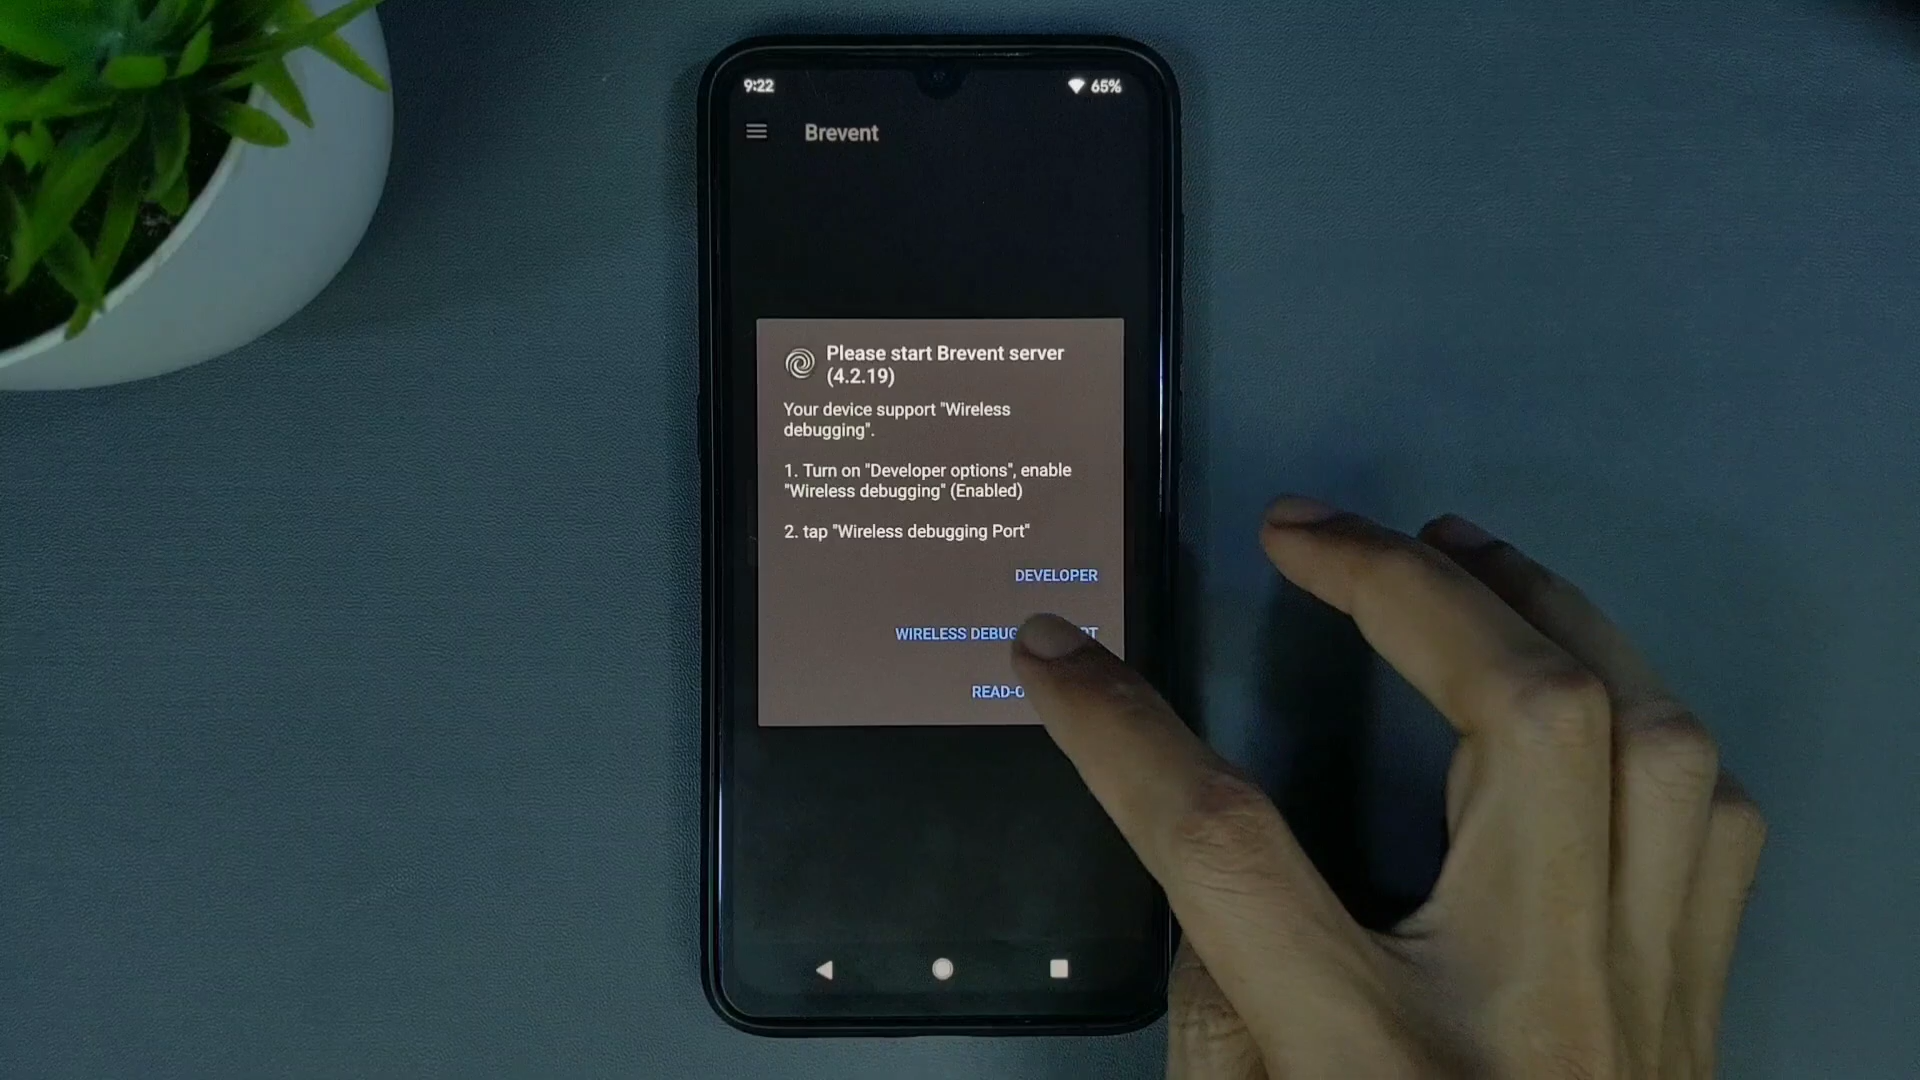 9:22
65%
Brevent
Please start Brevent server
(4.2.19)
Your device support "Wireless
debugging".
1. Turn on "Developer options", enable
"Wireless debugging" (Enabled)
2. tap "Wireless debugging Port"
DEVELOPER
WIRELESS